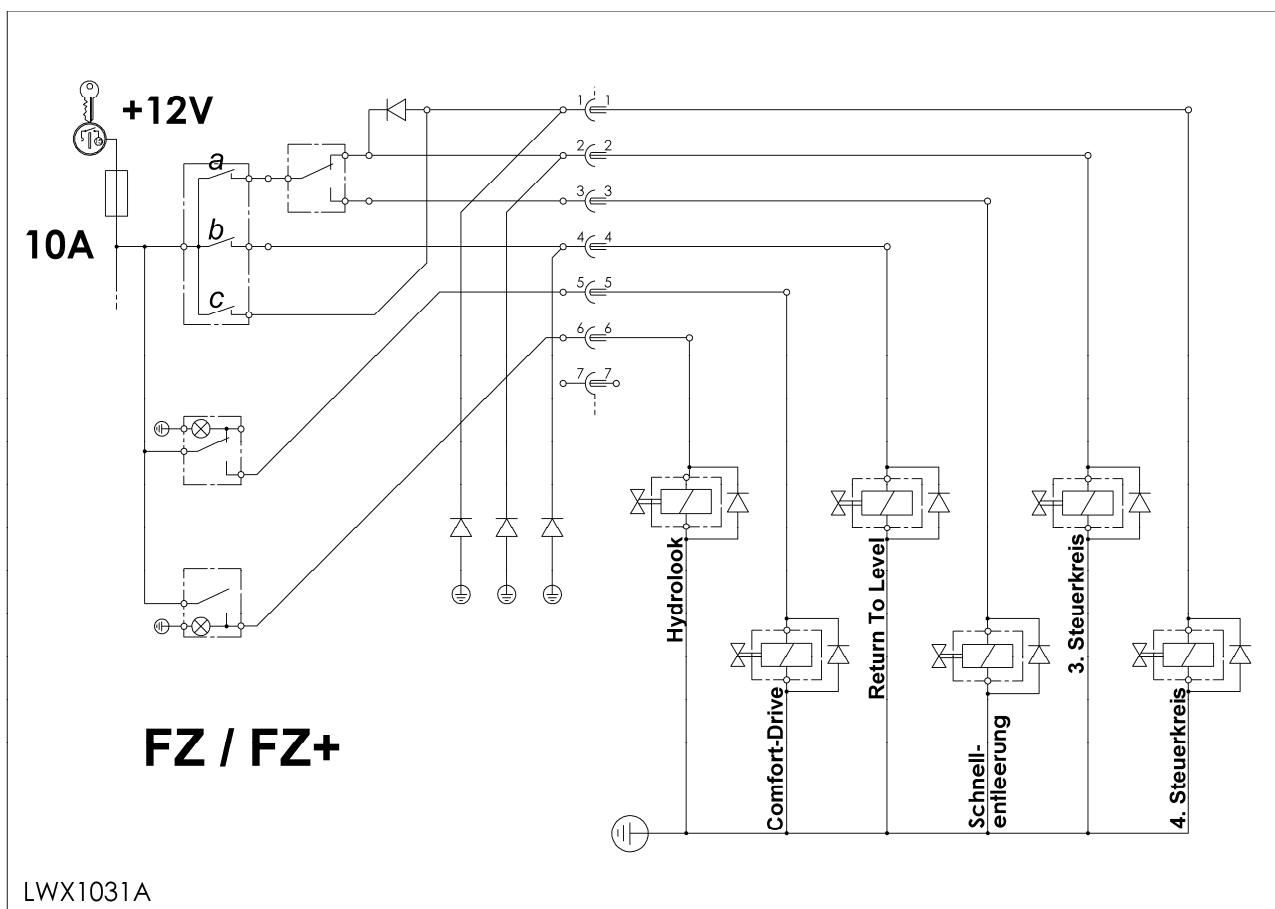 +12V
10A
a
b
c
1 1
2 2
3 3
4 4
5 5
6 6
7 7
Hydrolook
Comfort-Drive
Return To Level
Schnell-
entleerung
3. Steuerkreis
4. Steuerkreis
FZ / FZ+
LWX1031A